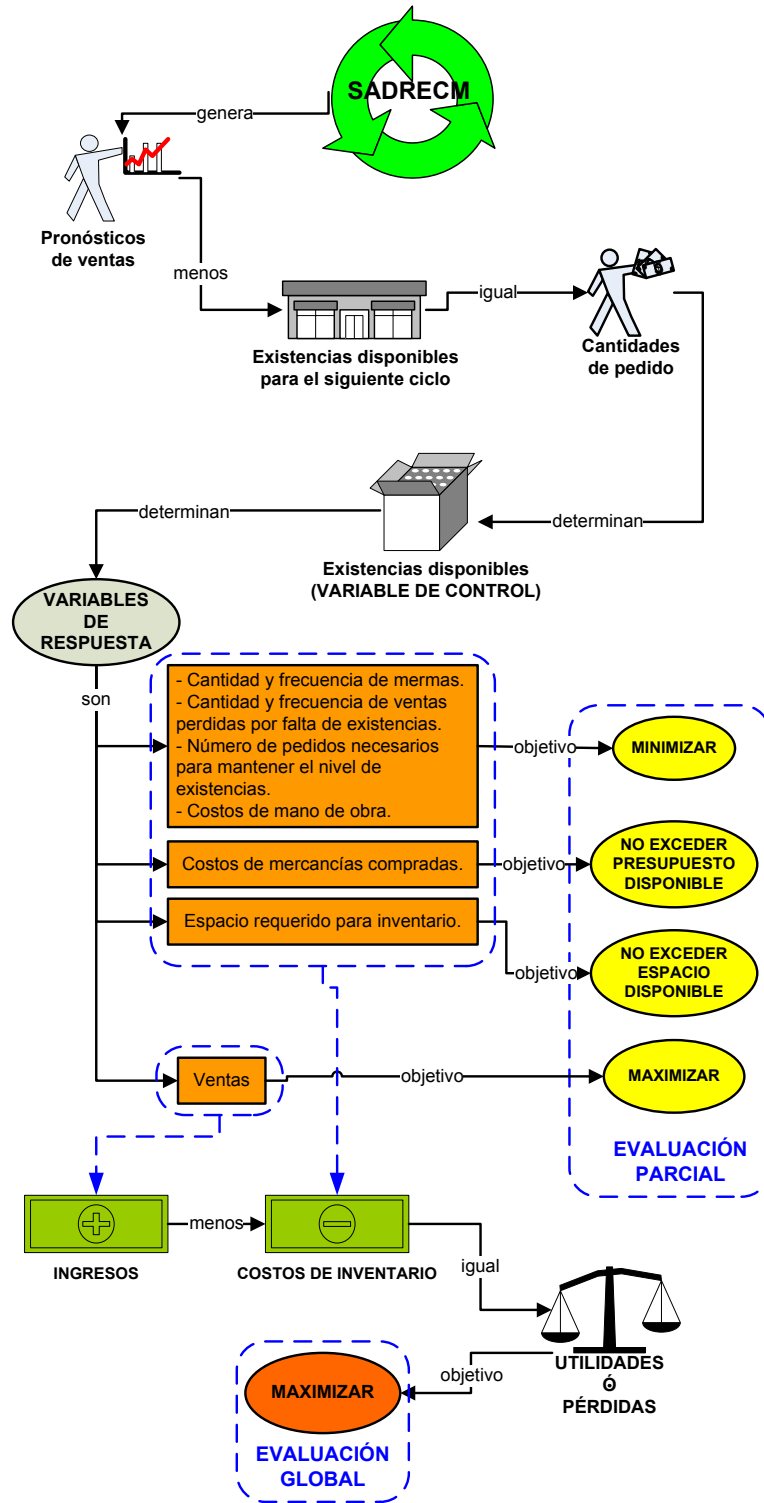 SADRECM
genera
Pronósticos
de ventas
menos
Existencias disponibles
para el siguiente ciclo
igual
Cantidades
de pedido
determinan
Existencias disponibles
(VARIABLE DE CONTROL)
determinan
VARIABLES
DE
RESPUESTA
son
- Cantidad y frecuencia de mermas.
- Cantidad y frecuencia de ventas
perdidas por falta de existencias.
- Número de pedidos necesarios
para mantener el nivel de
existencias.
- Costos de mano de obra.
objetivo
MINIMIZAR
Costos de mercancías compradas.
objetivo
NO EXCEDER
PRESUPUESTO
DISPONIBLE
Espacio requerido para inventario.
objetivo
NO EXCEDER
ESPACIO
DISPONIBLE
Ventas
objetivo
MAXIMIZAR
EVALUACIÓN
PARCIAL
INGRESOS
menos
COSTOS DE INVENTARIO
igual
UTILIDADES
Ó
PÉRDIDAS
objetivo
MAXIMIZAR
EVALUACIÓN
GLOBAL